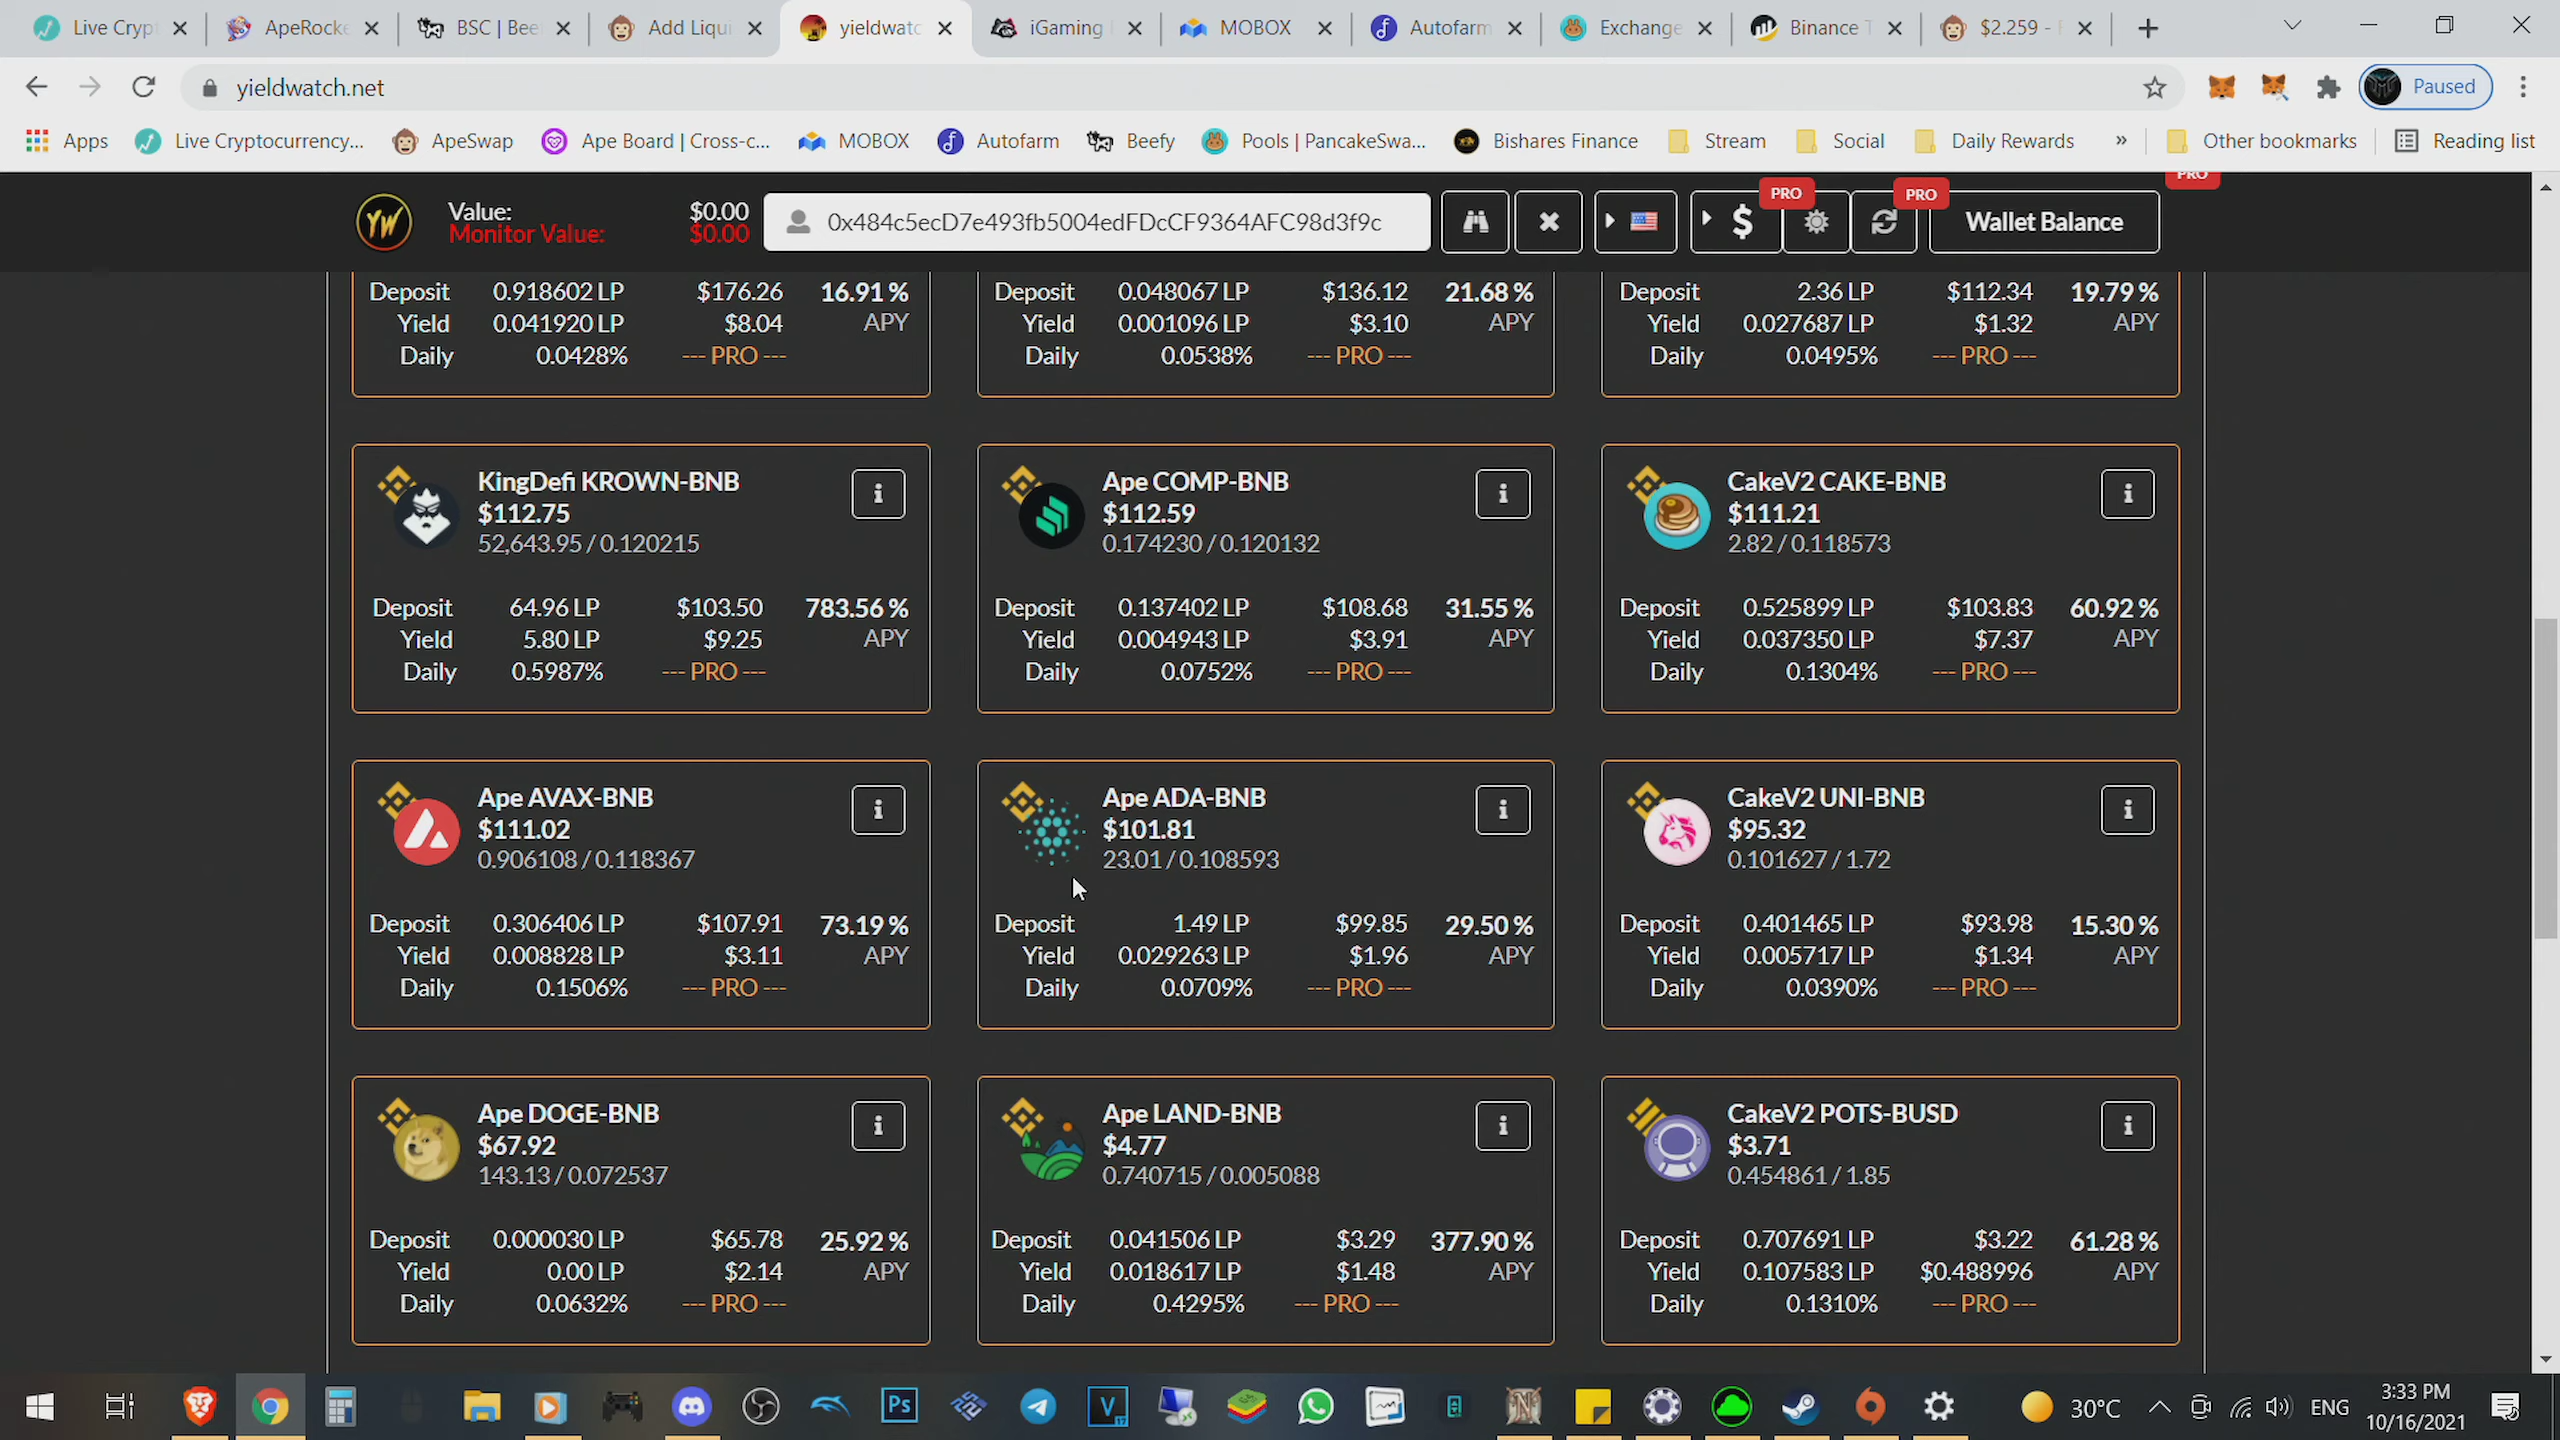 Live Crypt
ApeRocke
BSC | Bee
Add Liqui
yieldwatc
iGaming
MOBOX
Autofarm
Exchange
Binance T
$2.259 -
yieldwatch.net
Paused
Apps
Live Cryptocurrency...
ApeSwap
Ape Board | Cross-c...
MOBOX
Autofarm
Beefy
Pools | PancakeSwa...
Bishares Finance
Stream
Social
Daily Rewards
»
Other bookmarks
Reading list
YW
Value: $0.00
Monitor Value: $0.00
0x484c5ecD7e493fb5004edFDcCF9364AFC98d3f9c
$
PRO
PRO
PRO
Wallet Balance
Deposit 0.918602 LP $176.26 16.91 %
Yield 0.041920 LP $8.04 APY
Daily 0.0428% --- PRO ---
Deposit 0.048067 LP $136.12 21.68 %
Yield 0.001096 LP $3.10 APY
Daily 0.0538% --- PRO ---
Deposit 2.36 LP $112.34 19.79 %
Yield 0.027687 LP $1.32 APY
Daily 0.0495% --- PRO ---
KingDefi KROWN-BNB
$112.75
52,643.95 / 0.120215
i
Deposit 64.96 LP $103.50 783.56 %
Yield 5.80 LP $9.25 APY
Daily 0.5987% --- PRO ---
Ape COMP-BNB
$112.59
0.174230 / 0.120132
i
Deposit 0.137402 LP $108.68 31.55 %
Yield 0.004943 LP $3.91 APY
Daily 0.0752% --- PRO ---
CakeV2 CAKE-BNB
$111.21
2.82 / 0.118573
i
Deposit 0.525899 LP $103.83 60.92 %
Yield 0.037350 LP $7.37 APY
Daily 0.1304% --- PRO ---
Ape AVAX-BNB
$111.02
0.906108 / 0.118367
i
Deposit 0.306406 LP $107.91 73.19 %
Yield 0.008828 LP $3.11 APY
Daily 0.1506% --- PRO ---
Ape ADA-BNB
$101.81
23.01 / 0.108593
i
Deposit 1.49 LP $99.85 29.50 %
Yield 0.029263 LP $1.96 APY
Daily 0.0709% --- PRO ---
CakeV2 UNI-BNB
$95.32
0.101627 / 1.72
i
Deposit 0.401465 LP $93.98 15.30 %
Yield 0.005717 LP $1.34 APY
Daily 0.0390% --- PRO ---
Ape DOGE-BNB
$67.92
143.13 / 0.072537
i
Deposit 0.000030 LP $65.78 25.92 %
Yield 0.00 LP $2.14 APY
Daily 0.0632% --- PRO ---
Ape LAND-BNB
$4.77
0.740715 / 0.005088
i
Deposit 0.041506 LP $3.29 377.90 %
Yield 0.018617 LP $1.48 APY
Daily 0.4295% --- PRO ---
CakeV2 POTS-BUSD
$3.71
0.454861 / 1.85
i
Deposit 0.707691 LP $3.22 61.28 %
Yield 0.107583 LP $0.488996 APY
Daily 0.1310% --- PRO ---
Ps
V
17
N
30°C
ENG
3:33 PM
10/16/2021